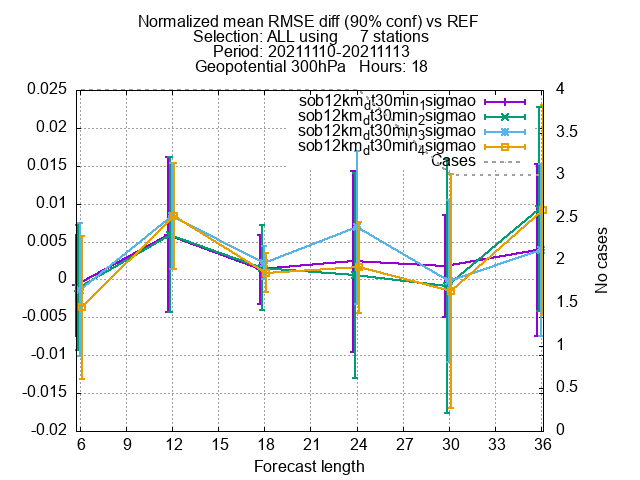 Normalized mean RMSE diff (90% conf) vs REF
Selection: ALL using 7 stations
Period: 20211110-20211113
Geopotential 300hPa Hours: 18
sob12km_dt30min_1sigmao
sob12km_dt30min_2sigmao
sob12km_dt30min_3sigmao
sob12km_dt30min_4sigmao
Cases
0.025
0.02
0.015
0.01
0.005
0
-0.005
-0.01
-0.015
-0.02
4
3.5
3
2.5
2
1.5
1
0.5
0
No cases
6 9 12 15 18 21 24 27 30 33 36
Forecast length